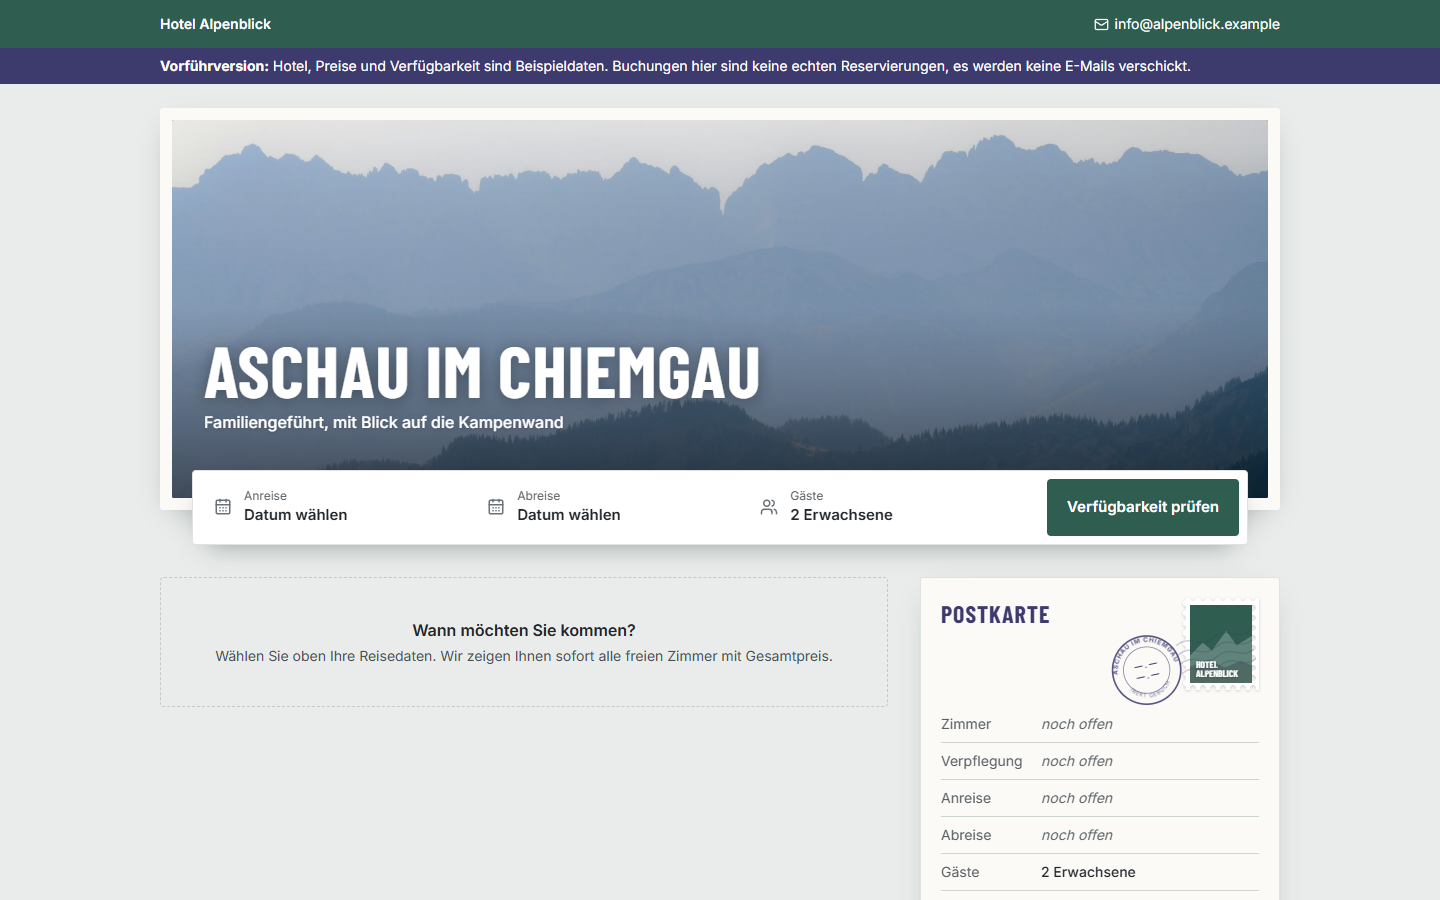 Hotel Alpenblick
info@alpenblick.example
Vorführversion: Hotel, Preise und Verfügbarkeit sind Beispieldaten. Buchungen hier sind keine echten Reservierungen, es werden keine E-Mails verschickt.
ASCHAU IM CHIEMGAU
Familiengeführt, mit Blick auf die Kampenwand
Anreise
Datum wählen
Abreise
Datum wählen
Gäste
2 Erwachsene
Verfügbarkeit prüfen
Wann möchten Sie kommen?
Wählen Sie oben Ihre Reisedaten. Wir zeigen Ihnen sofort alle freien Zimmer mit Gesamtpreis.
POSTKARTE
ASCHAU IM CHIEMGAU
HOTEL
ALPENBLICK
Zimmer noch offen
Verpflegung noch offen
Anreise noch offen
Abreise noch offen
Gäste 2 Erwachsene